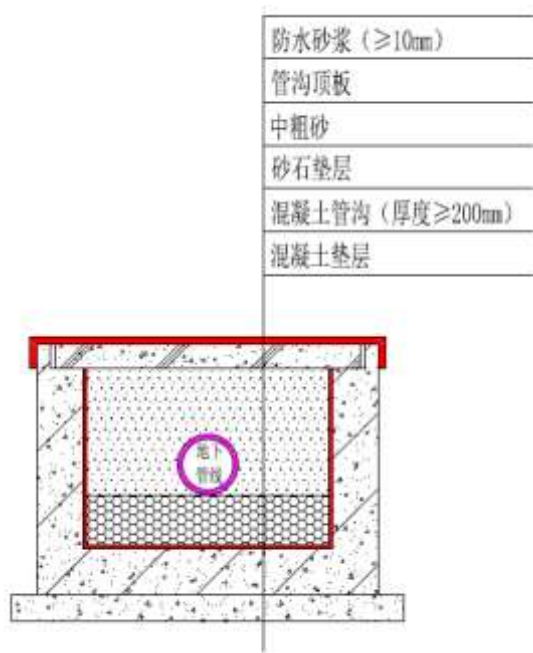 防水砂浆（≥10mm）
管沟顶板
中粗砂
砂石垫层
混凝土管沟（厚度≥200mm）
混凝土垫层
地下
管线